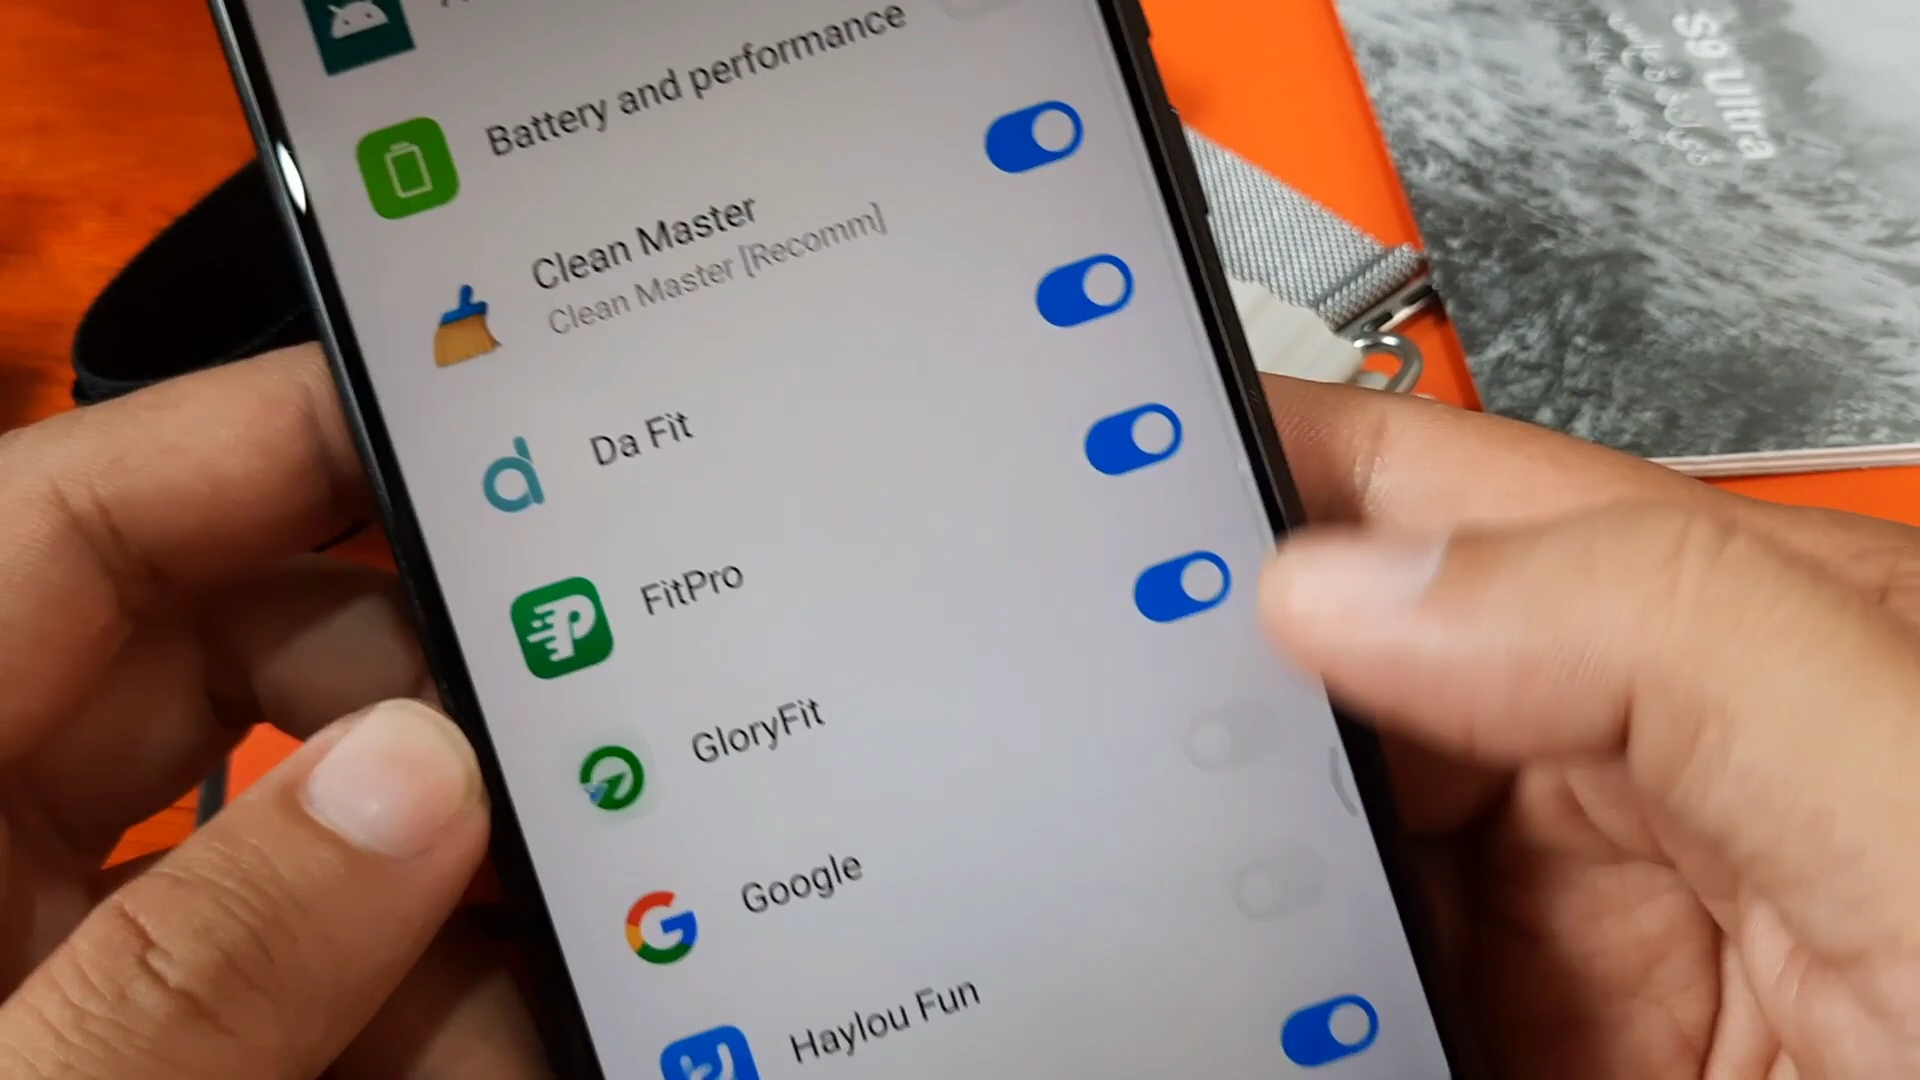 Battery and performance
Clean Master
Clean Master [Recomm]
Da Fit
FitPro
GloryFit
Google
Haylou Fun
S9 Ultra